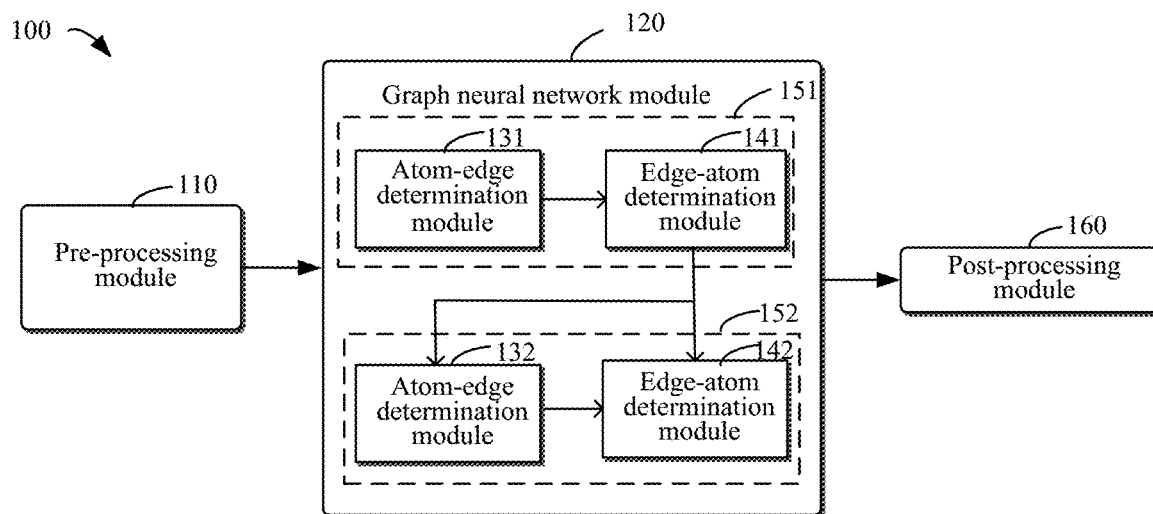 100
120
Graph neural network module
151
131
Atom-edge
determination
module
141
Edge-atom
determination
module
110
Pre-processing
module
160
Post-processing
module
152
132
Atom-edge
determination
module
142
Edge-atom
determination
module